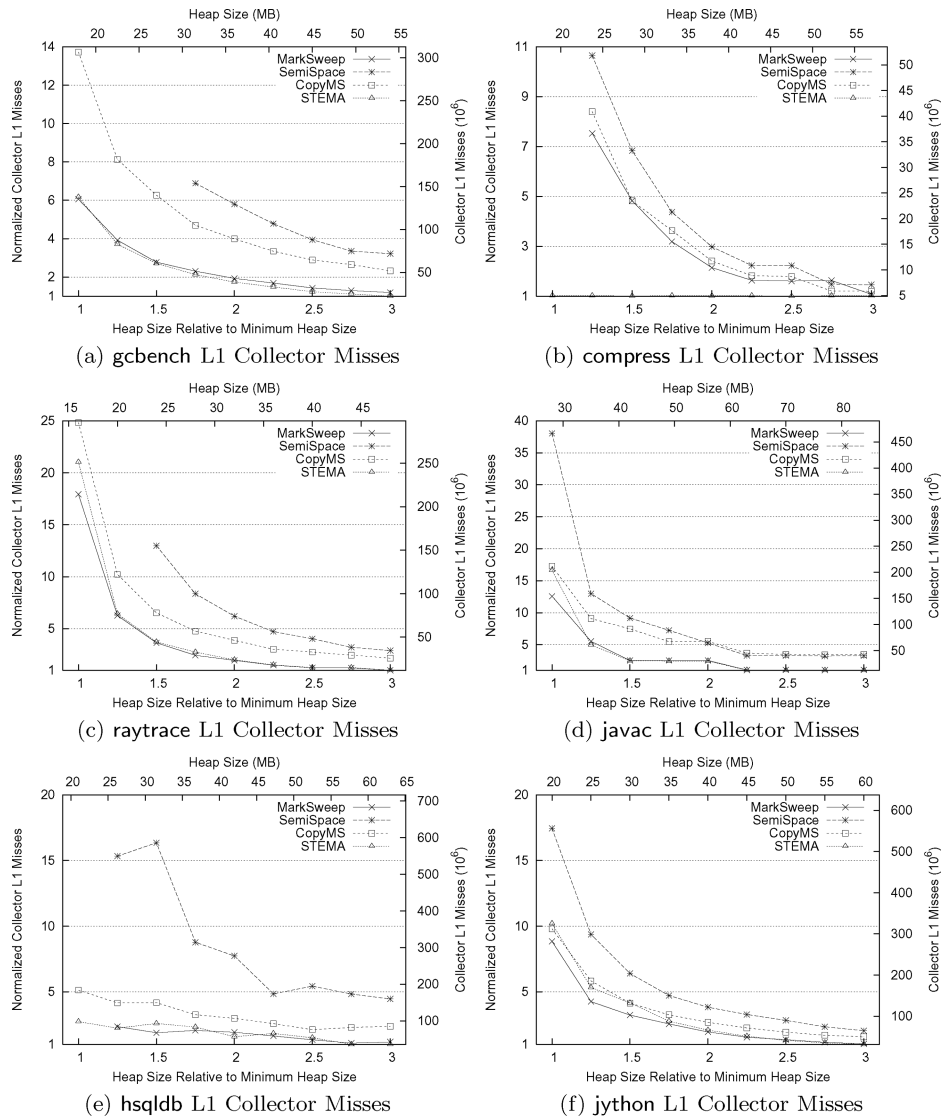 Heap Size (MB)
20 25 30 35 40 45 50 55
14
12
10
8
6
4
2
1
Normalized Collector L1 Misses
MarkSweep
SemiSpace
CopyMS
STEMA
300
250
200
150
100
50
Collector L1 Misses (10^6)
1 1.5 2 2.5 3
Heap Size Relative to Minimum Heap Size
(a) gcbench L1 Collector Misses
Heap Size (MB)
20 25 30 35 40 45 50 55
11
9
7
5
3
1
Normalized Collector L1 Misses
MarkSweep
SemiSpace
CopyMS
STEMA
50
45
40
35
30
25
20
15
10
5
Collector L1 Misses (10^6)
1 1.5 2 2.5 3
Heap Size Relative to Minimum Heap Size
(b) compress L1 Collector Misses
Heap Size (MB)
16 20 24 28 32 36 40 44
25
20
15
10
5
1
Normalized Collector L1 Misses
MarkSweep
SemiSpace
CopyMS
STEMA
250
200
150
100
50
Collector L1 Misses (10^6)
1 1.5 2 2.5 3
Heap Size Relative to Minimum Heap Size
(c) raytrace L1 Collector Misses
Heap Size (MB)
30 40 50 60 70 80
40
35
30
25
20
15
10
5
1
Normalized Collector L1 Misses
MarkSweep
SemiSpace
CopyMS
STEMA
450
400
350
300
250
200
150
100
50
Collector L1 Misses (10^6)
1 1.5 2 2.5 3
Heap Size Relative to Minimum Heap Size
(d) javac L1 Collector Misses
Heap Size (MB)
20 25 30 35 40 45 50 55 60 65
20
15
10
5
1
Normalized Collector L1 Misses
MarkSweep
SemiSpace
CopyMS
STEMA
700
600
500
400
300
200
100
Collector L1 Misses (10^6)
1 1.5 2 2.5 3
Heap Size Relative to Minimum Heap Size
(e) hsqldb L1 Collector Misses
Heap Size (MB)
20 25 30 35 40 45 50 55 60
20
15
10
5
1
Normalized Collector L1 Misses
MarkSweep
SemiSpace
CopyMS
STEMA
600
500
400
300
200
100
Collector L1 Misses (10^6)
1 1.5 2 2.5 3
Heap Size Relative to Minimum Heap Size
(f) jython L1 Collector Misses